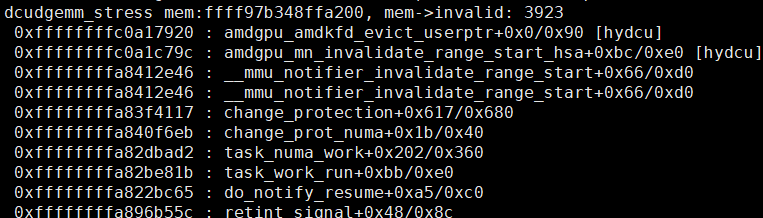 dcudgemm_stress mem:ffff97b348ffa200, mem->invalid: 3923
0xffffffffc0a17920 : amdgpu_amdkfd_evict_userptr+0x0/0x90 [hydcu]
0xffffffffc0a1c79c : amdgpu_mn_invalidate_range_start_hsa+0xbc/0xe0 [hydcu]
0xffffffffa8412e46 : __mmu_notifier_invalidate_range_start+0x66/0xd0
0xffffffffa8412e46 : __mmu_notifier_invalidate_range_start+0x66/0xd0
0xffffffffa83f4117 : change_protection+0x617/0x680
0xffffffffa840f6eb : change_prot_numa+0x1b/0x40
0xffffffffa82dbad2 : task_numa_work+0x202/0x360
0xffffffffa82be81b : task_work_run+0xbb/0xe0
0xffffffffa822bc65 : do_notify_resume+0xa5/0xc0
0xffffffffa896b55c : retint_signal+0x48/0x8c